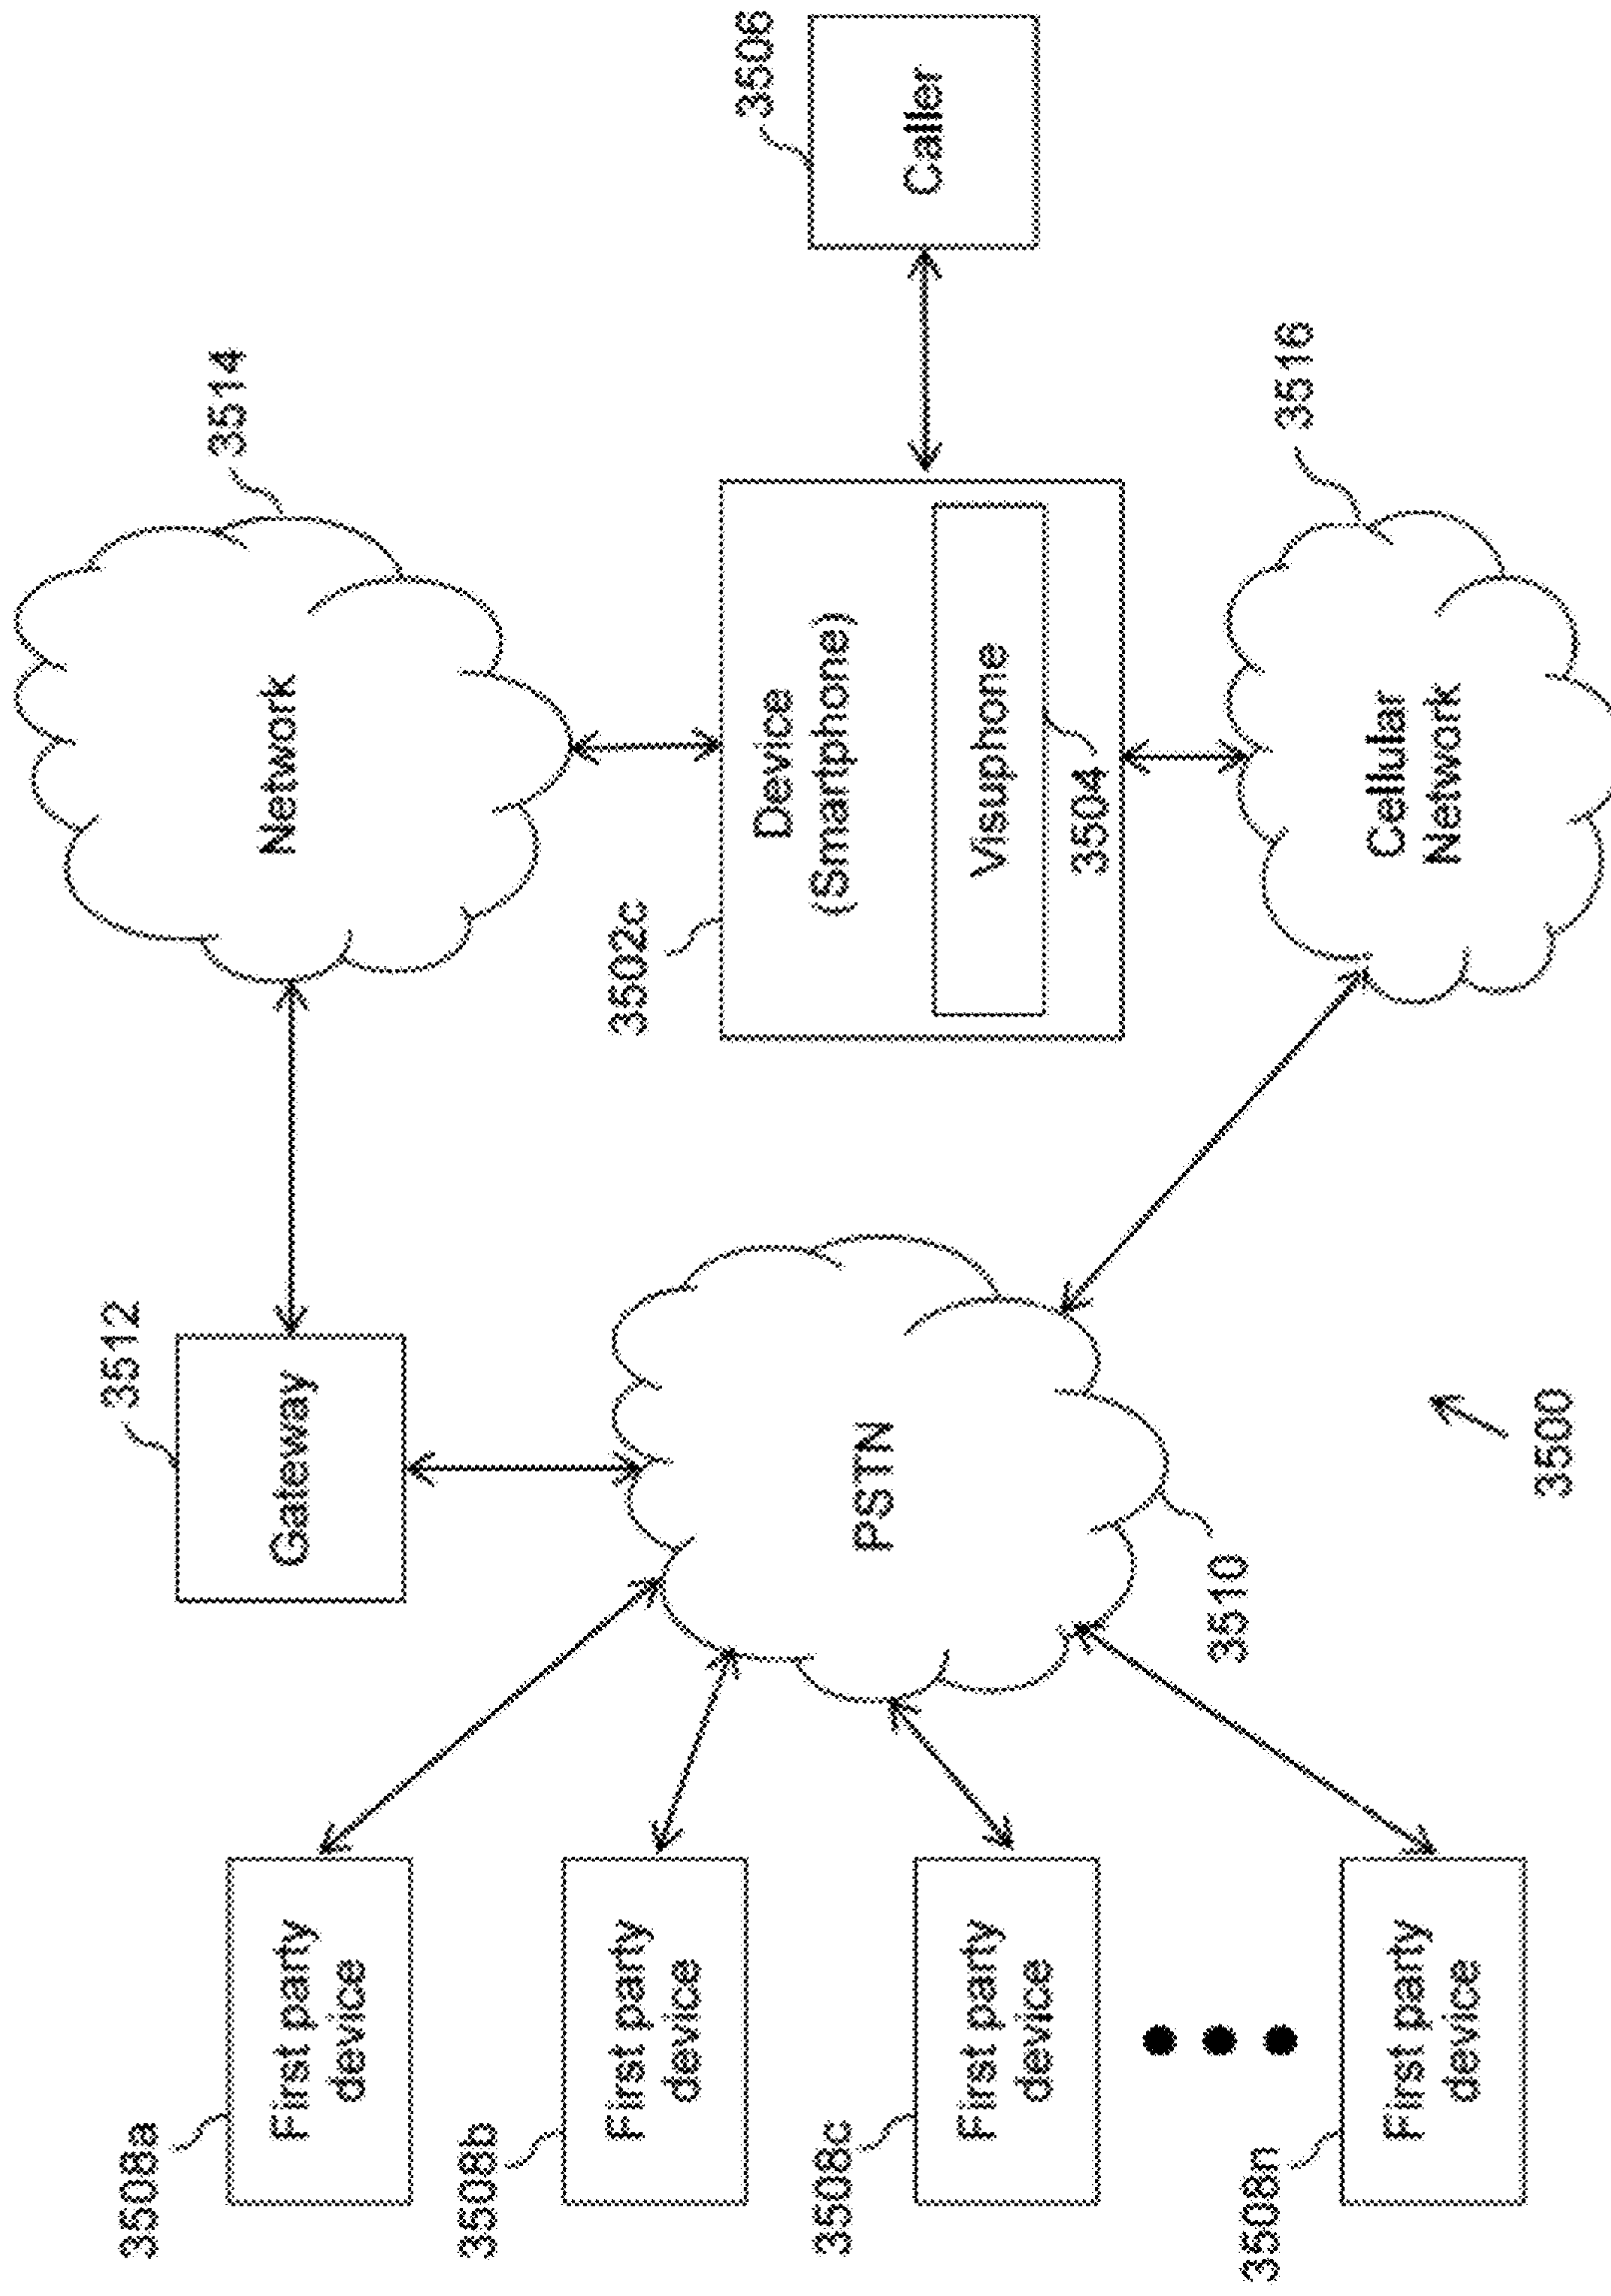 3508a
First party
device
3508b
First party
device
3508c
First party
device
3508n
First party
device
3512
Gateway
PSTN
3510
3500
3514
Network
3502c
Device
(Smartphone)
Visuphone
3504
Cellular
Network
3516
3506
Caller